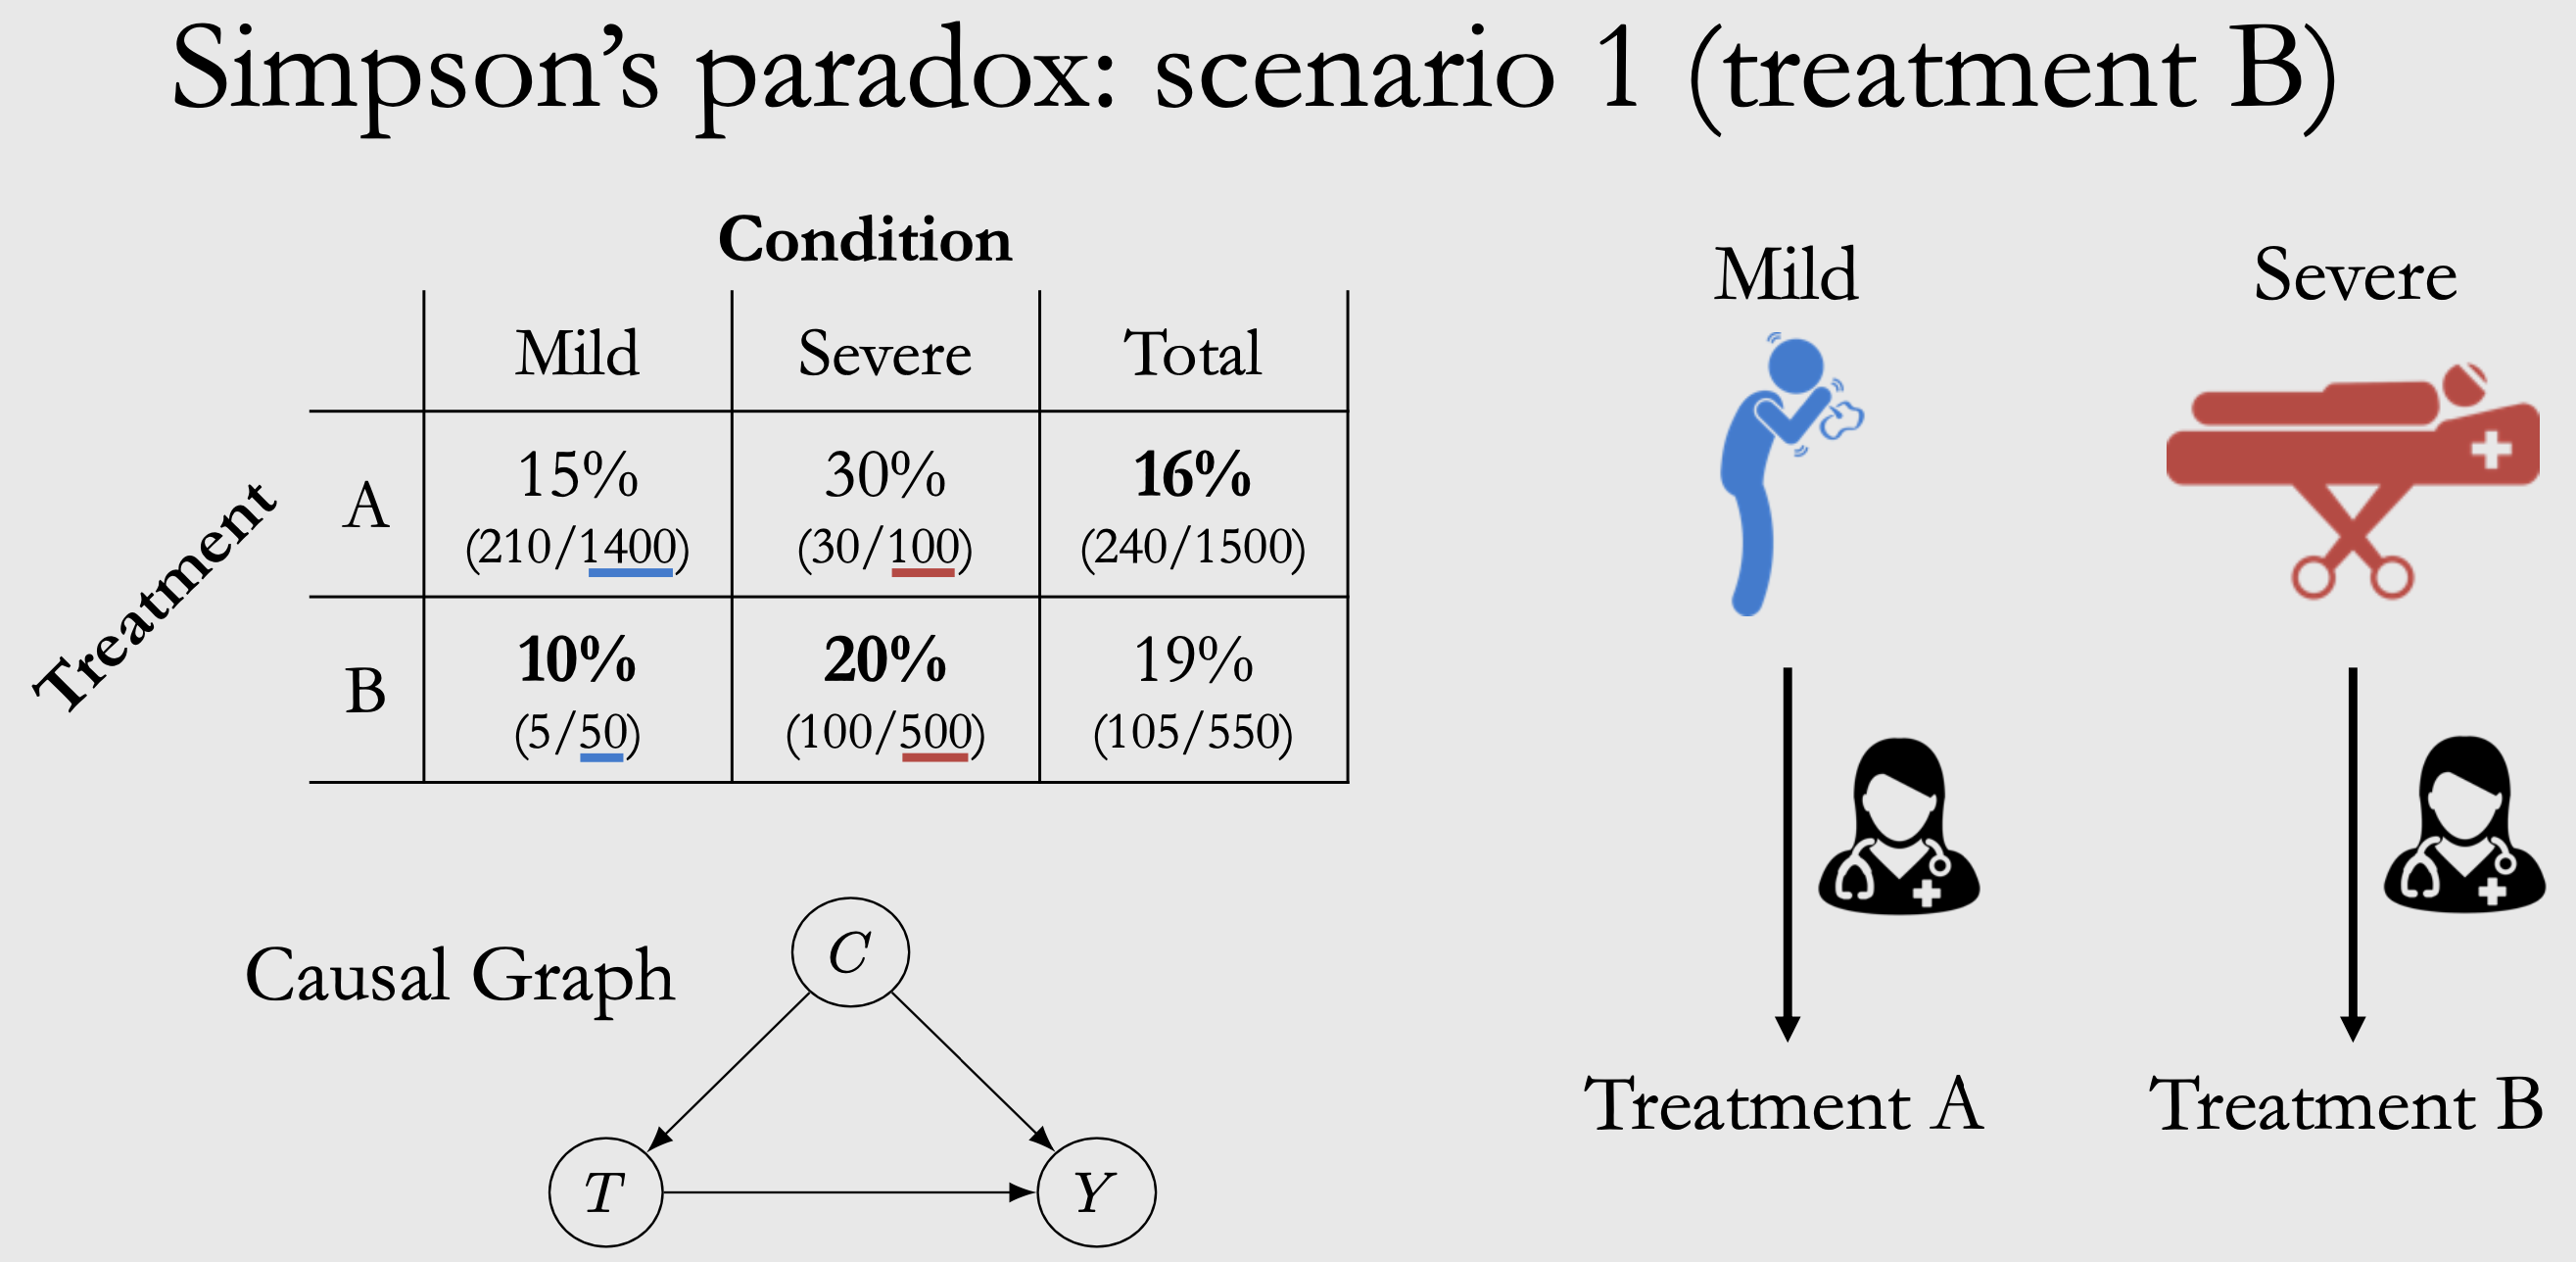 Simpson’s paradox: scenario 1 (treatment B)
Condition
Mild Severe Total
Treatment
A 15% 30% 16%
(210/1400) (30/100) (240/1500)
B 10% 20% 19%
(5/50) (100/500) (105/550)
Causal Graph
C
T Y
Mild Severe
Treatment A Treatment B